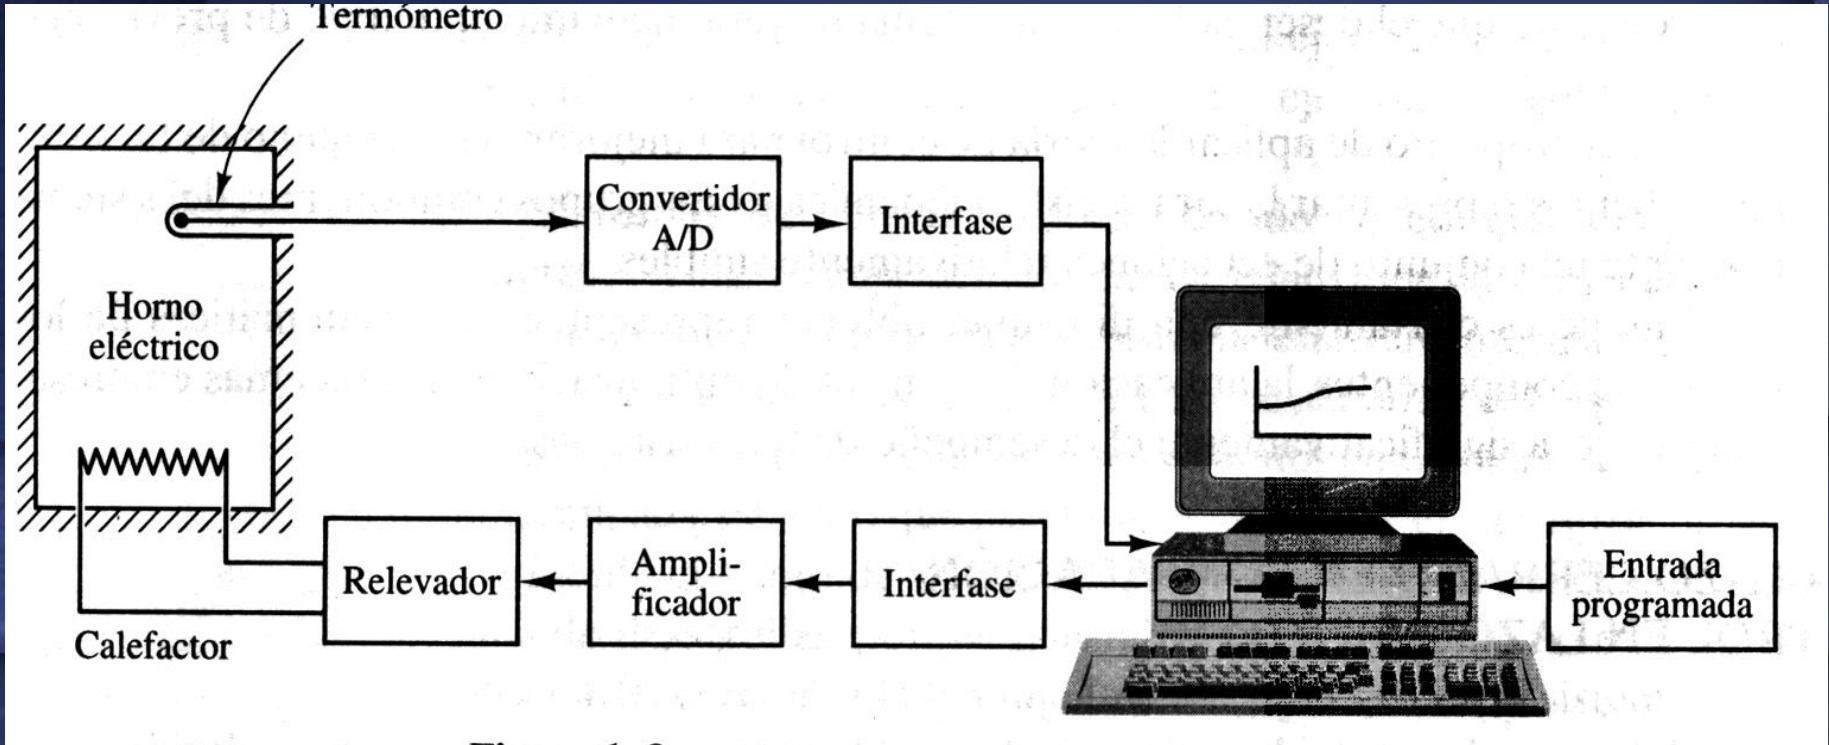 Termómetro
Convertidor
A/D
Interfase
Horno
eléctrico
Relevador
Ampli-
ficador
Interfase
Entrada
programada
Calefactor